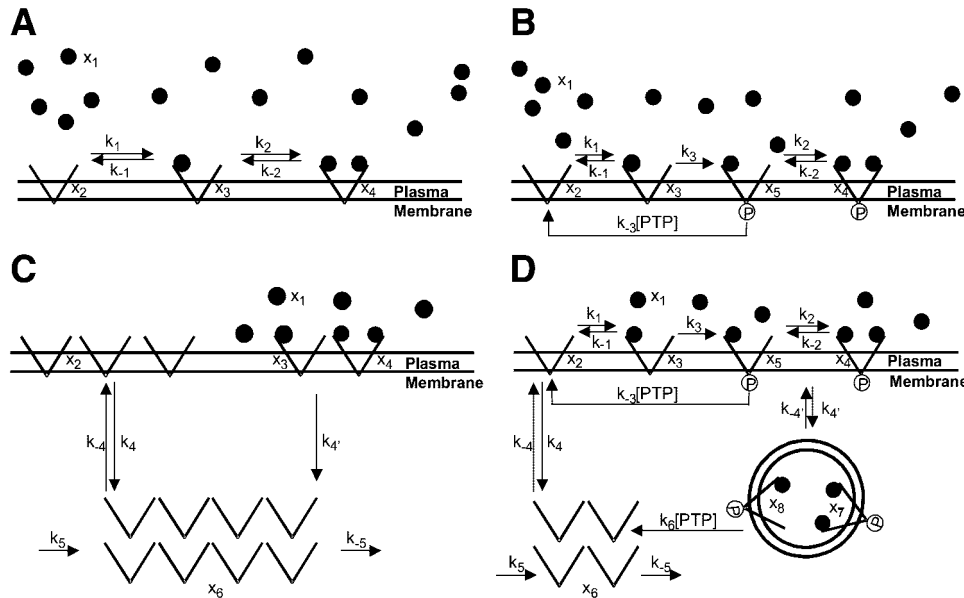 A
x1
k1
k-1
k2
k-2
x2
x3
x4
Plasma
Membrane
B
x1
k1
k-1
k3
k2
k-2
x2
x3
x5
x4
Plasma
Membrane
P
P
k-3[PTP]
C
x1
x2
x3
x4
Plasma
Membrane
k-4
k4
k4'
k5
k-5
x6
D
x1
k1
k-1
k3
k2
k-2
x2
x3
x5
x4
Plasma
Membrane
P
P
k-3[PTP]
k-4
k4
k-4'
k4'
P
x8
x7
P
k6[PTP]
k5
k-5
x6